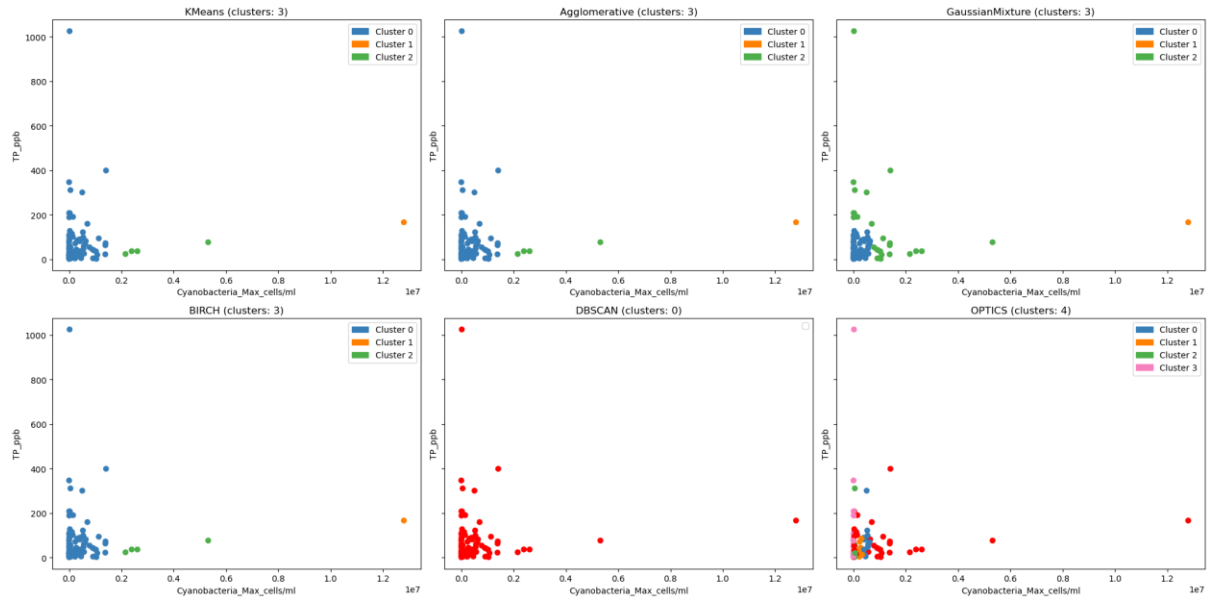 KMeans (clusters: 3)
Cluster 0
Cluster 1
Cluster 2
TP_ppb
1000
800
600
400
200
0
0.0 0.2 0.4 0.6 0.8 1.0 1.2
1e7
Cyanobacteria_Max_cells/ml
Agglomerative (clusters: 3)
Cluster 0
Cluster 1
Cluster 2
TP_ppb
0.0 0.2 0.4 0.6 0.8 1.0 1.2
1e7
Cyanobacteria_Max_cells/ml
GaussianMixture (clusters: 3)
Cluster 0
Cluster 1
Cluster 2
TP_ppb
0.0 0.2 0.4 0.6 0.8 1.0 1.2
1e7
Cyanobacteria_Max_cells/ml
BIRCH (clusters: 3)
Cluster 0
Cluster 1
Cluster 2
TP_ppb
1000
800
600
400
200
0
0.0 0.2 0.4 0.6 0.8 1.0 1.2
1e7
Cyanobacteria_Max_cells/ml
DBSCAN (clusters: 0)
TP_ppb
0.0 0.2 0.4 0.6 0.8 1.0 1.2
1e7
Cyanobacteria_Max_cells/ml
OPTICS (clusters: 4)
Cluster 0
Cluster 1
Cluster 2
Cluster 3
TP_ppb
0.0 0.2 0.4 0.6 0.8 1.0 1.2
1e7
Cyanobacteria_Max_cells/ml